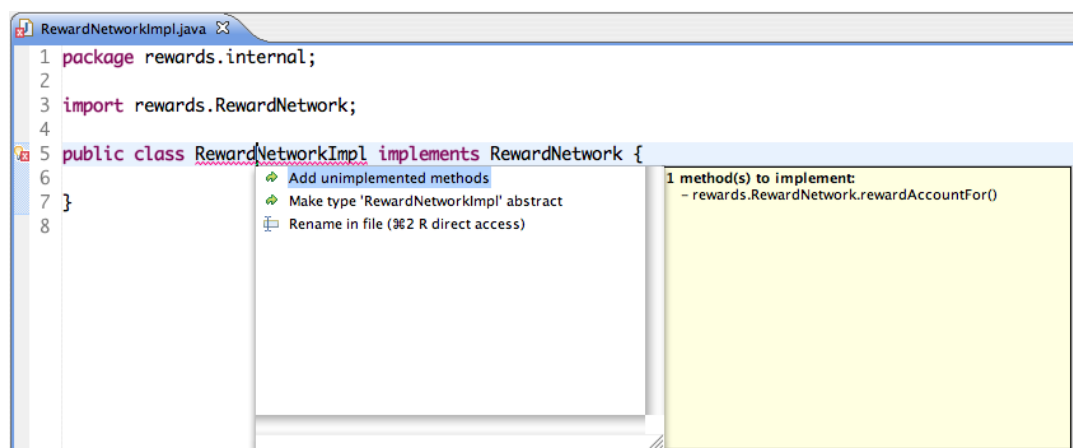 RewardNetworkImpl.java
1 package rewards.internal;
2
3 import rewards.RewardNetwork;
4
5 public class RewardNetworkImpl implements RewardNetwork {
6
7 }
8
Add unimplemented methods
Make type 'RewardNetworkImpl' abstract
Rename in file (⌘2 R direct access)
1 method(s) to implement:
- rewards.RewardNetwork.rewardAccountFor()